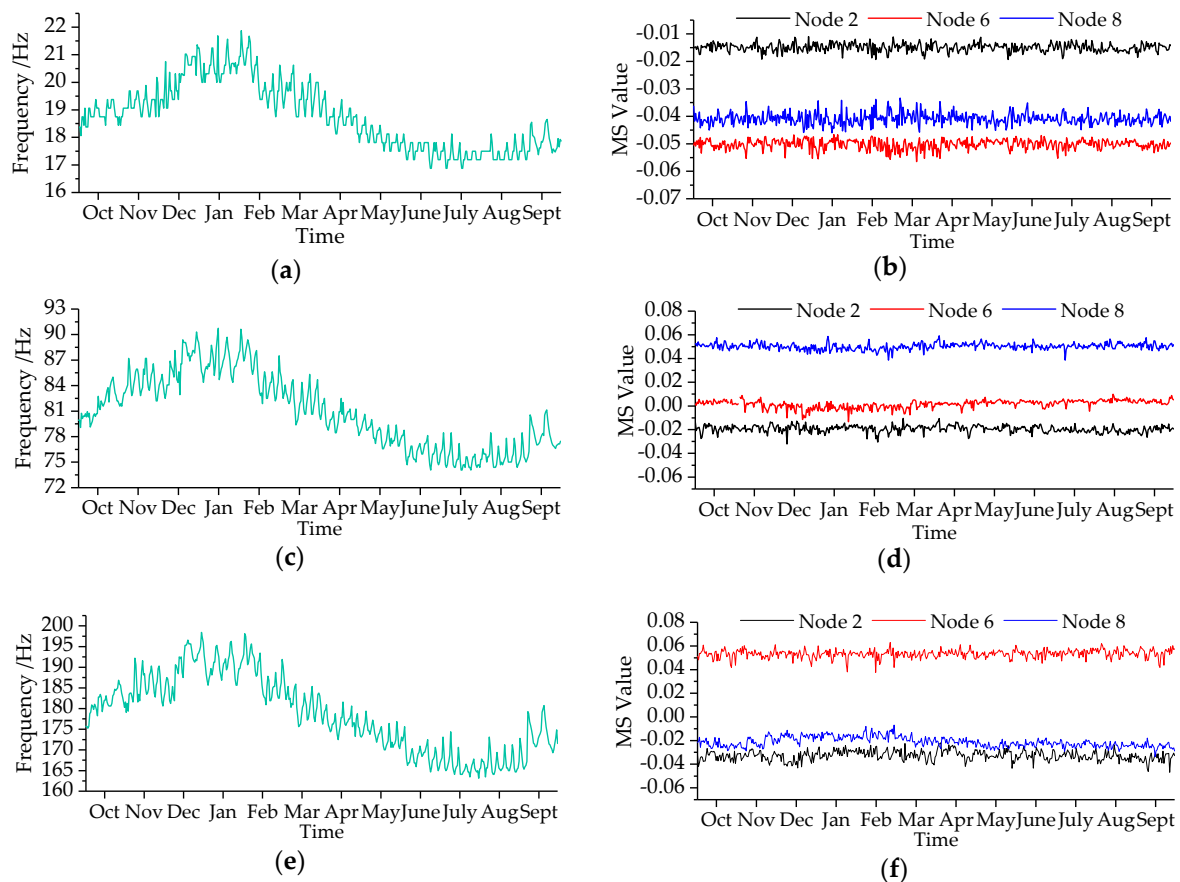 Frequency /Hz
22
21
20
19
18
17
16
Oct Nov Dec Jan Feb Mar Apr May June July Aug Sept
Time
(a)
Node 2 Node 6 Node 8
MS Value
-0.01
-0.02
-0.03
-0.04
-0.05
-0.06
-0.07
Oct Nov Dec Jan Feb Mar Apr May June July Aug Sept
Time
(b)
Frequency /Hz
93
90
87
84
81
78
75
72
Oct Nov Dec Jan Feb Mar Apr May June July Aug Sept
Time
(c)
Node 2 Node 6 Node 8
MS Value
0.08
0.06
0.04
0.02
0.00
-0.02
-0.04
-0.06
Oct Nov Dec Jan Feb Mar Apr May June July Aug Sept
Time
(d)
Frequency /Hz
200
195
190
185
180
175
170
165
160
Oct Nov Dec Jan Feb Mar Apr May June July Aug Sept
Time
(e)
Node 2 Node 6 Node 8
MS Value
0.08
0.06
0.04
0.02
0.00
-0.02
-0.04
-0.06
Oct Nov Dec Jan Feb Mar Apr May June July Aug Sept
Time
(f)